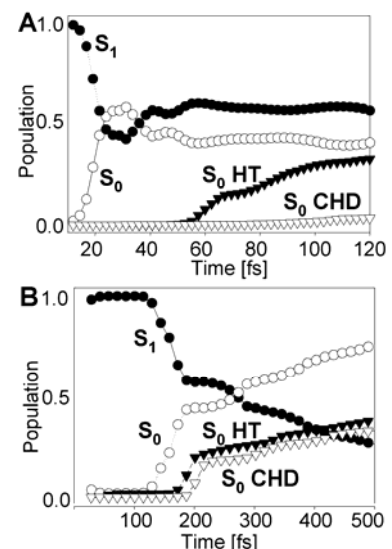 A
1.0
S₁
0.5
Population
S₀
S₀ HT
S₀ CHD
0.0
20 40 60 80 100 120
Time [fs]
B
1.0
S₁
0.5
Population
S₀
S₀ HT
S₀ CHD
0.0
100 200 300 400 500
Time [fs]